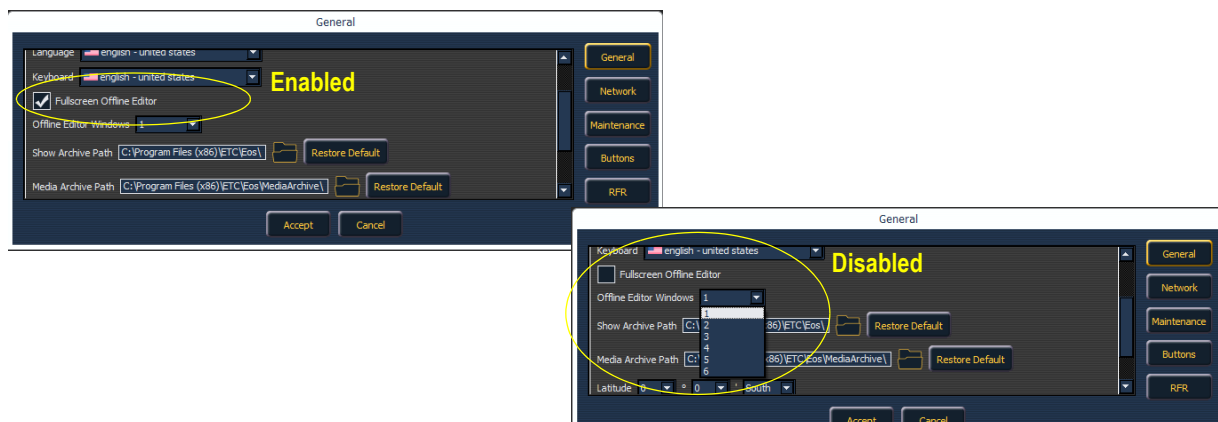 General
Language english - united states
Keyboard english - united states
Enabled
Fullscreen Offline Editor
Offline Editor Windows 1
Show Archive Path C:\Program Files (x86)\ETC\Eos\ Restore Default
Media Archive Path C:\Program Files (x86)\ETC\Eos\MediaArchive\ Restore Default
General
Network
Maintenance
Buttons
RFR
Accept Cancel
General
Keyboard english - united states
Disabled
Fullscreen Offline Editor
Offline Editor Windows 1
1
2
3
4
5
6
Show Archive Path C:\ x86)\ETC\Eos\ Restore Default
Media Archive Path C:\ x86)\ETC\Eos\MediaArchive\ Restore Default
Latitude 0 ° 0 ' South
General
Network
Maintenance
Buttons
RFR
Accept Cancel